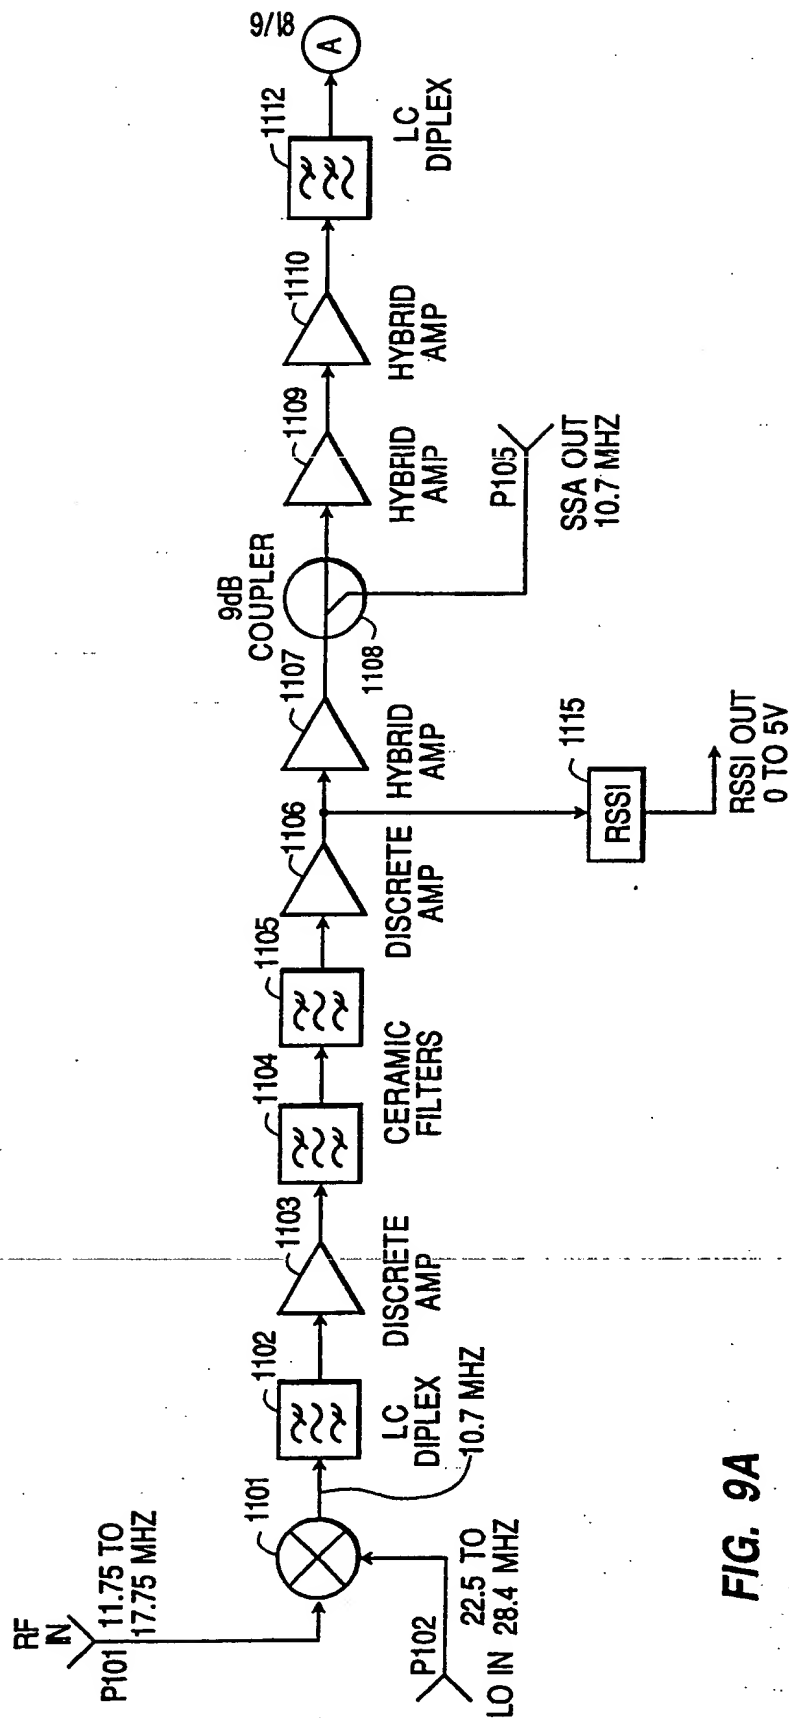 RF
IN
P101
11.75 TO
17.75 MHZ
1101
P102
22.5 TO
LO IN 28.4 MHZ
10.7 MHZ
1102
LC
DIPLEX
1103
DISCRETE
AMP
1104
1105
CERAMIC
FILTERS
1106
DISCRETE
AMP
1107
HYBRID
AMP
9dB
COUPLER
1108
1109
HYBRID
AMP
1110
HYBRID
AMP
1112
LC
DIPLEX
A
9/18
P105
SSA OUT
10.7 MHZ
1115
RSSI
RSSI OUT
0 TO 5V
FIG. 9A